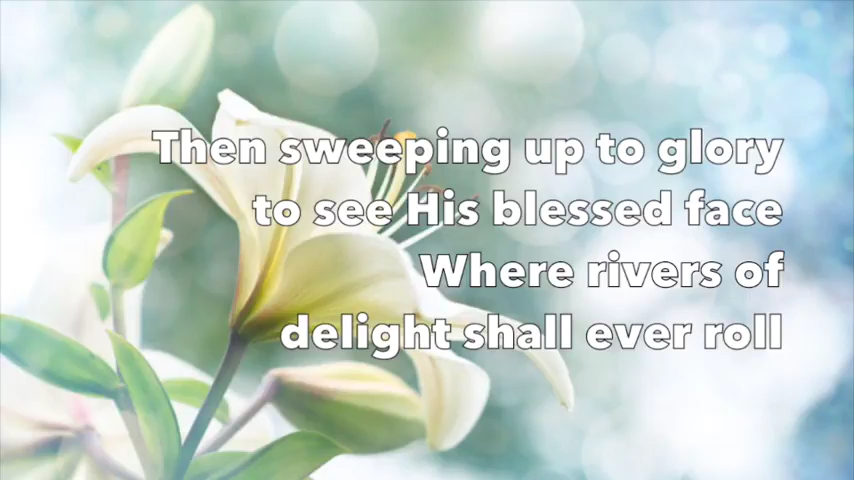 Then sweeping up to glory
to see His blessed face
Where rivers of
delight shall ever roll